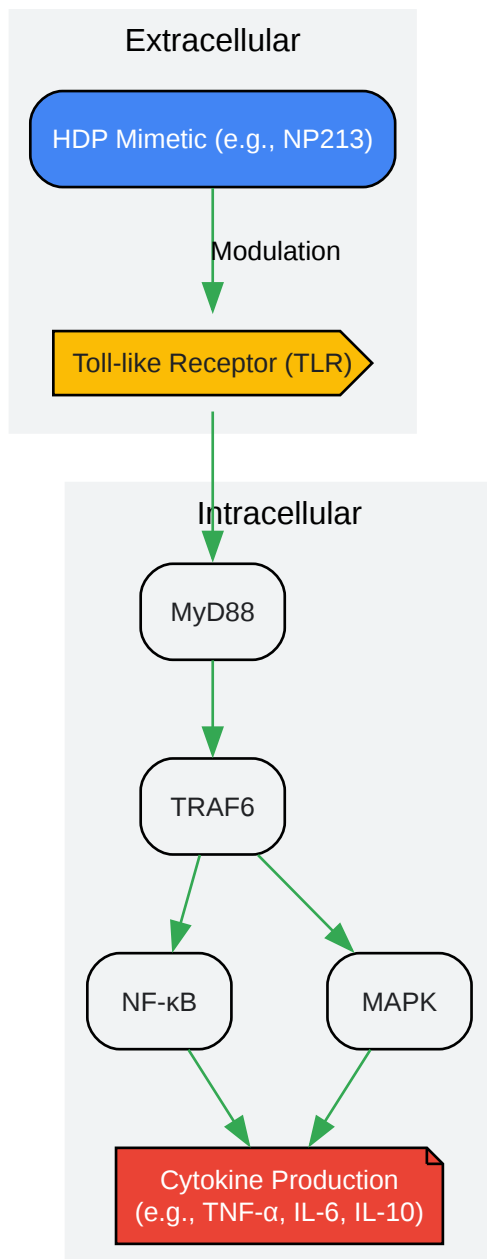 Extracellular
HDP Mimetic (e.g., NP213)
Modulation
Toll-like Receptor (TLR)
Intracellular
MyD88
TRAF6
NF-κB
MAPK
Cytokine Production
(e.g., TNF-α, IL-6, IL-10)